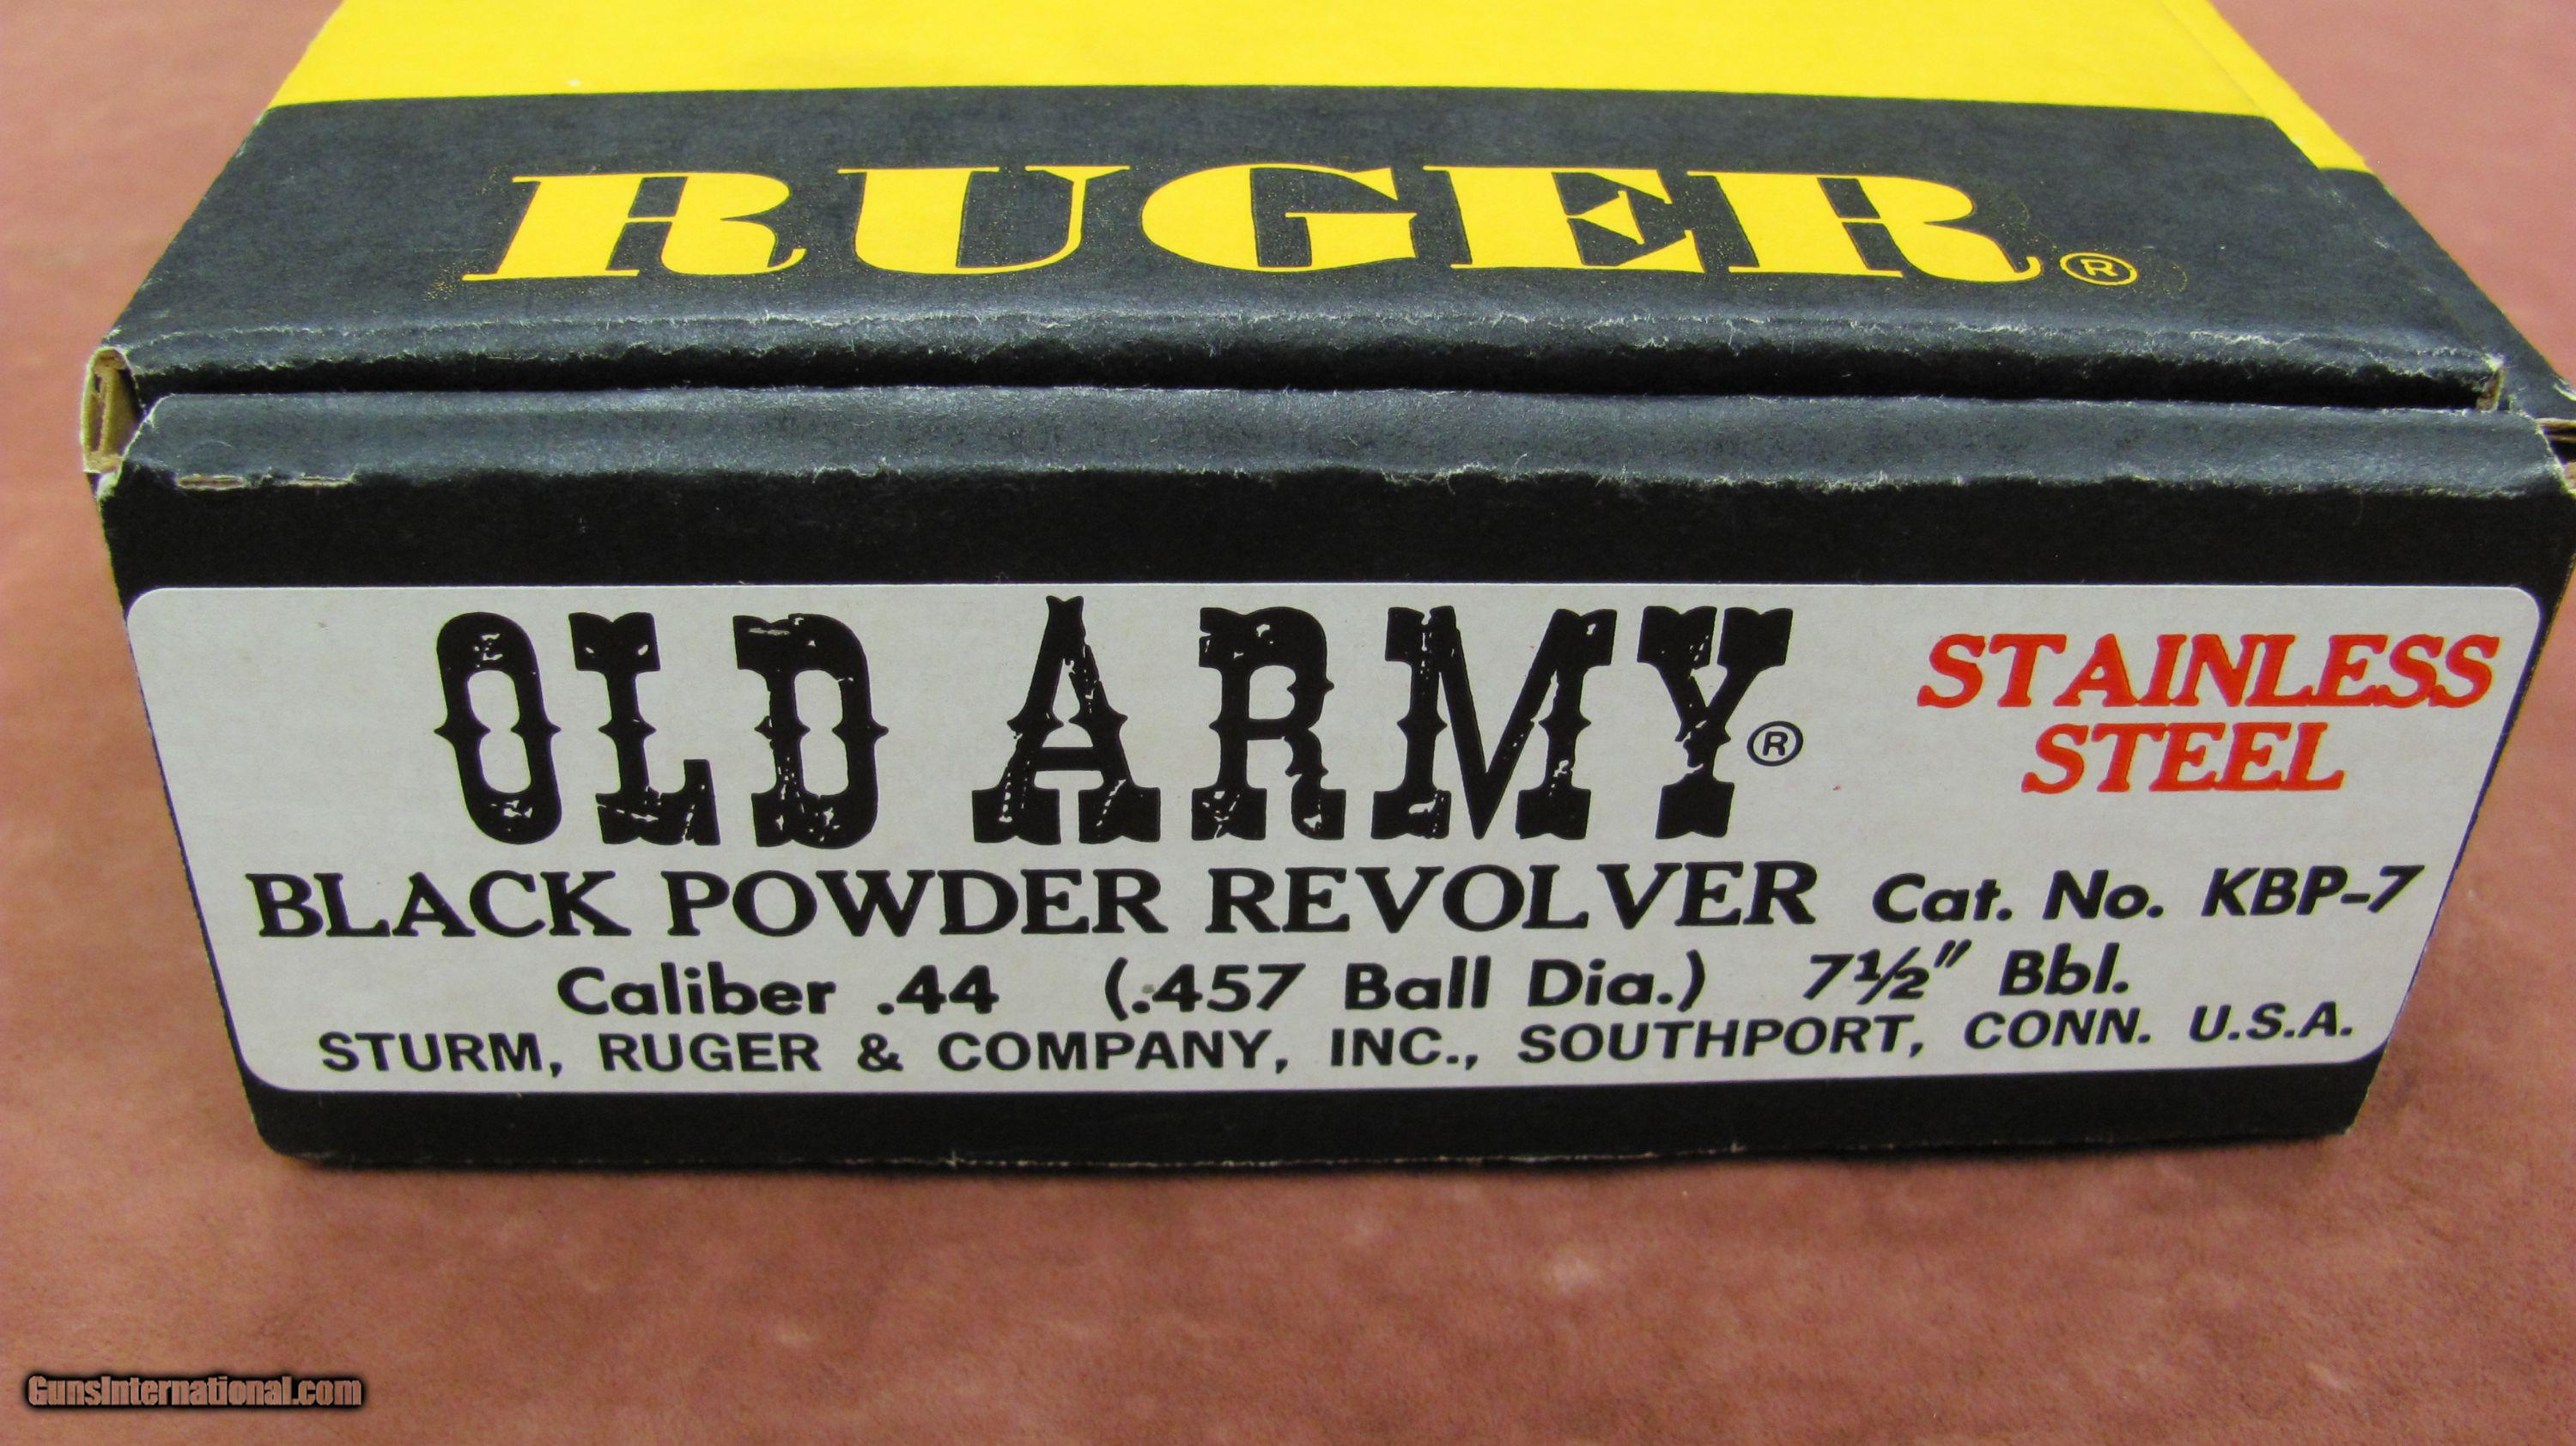 RUGER®
OLD ARMY®
STAINLESS
STEEL
BLACK POWDER REVOLVER Cat. No. KBP-7
Caliber .44 (.457 Ball Dia.) 7½" Bbl.
STURM, RUGER & COMPANY, INC., SOUTHPORT, CONN. U.S.A.
GunsInternational.com